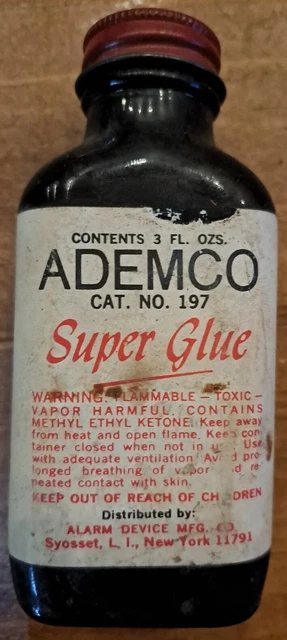 CONTENTS 3 FL. OZS.
ADEMCO
CAT. NO. 197
Super Glue
WARNING: FLAMMABLE — TOXIC —
VAPOR HARMFUL. CONTAINS
METHYL ETHYL KETONE. Keep away
from heat and open flame. Keep con-
tainer closed when not in Use
with adequate ventilation. Avoid pro-
longed breathing of vapor and re-
peated contact with skin.
KEEP OUT OF REACH OF CHILDREN
Distributed by:
ALARM DEVICE MFG. CO.
Syosset, L. I., New York 11791